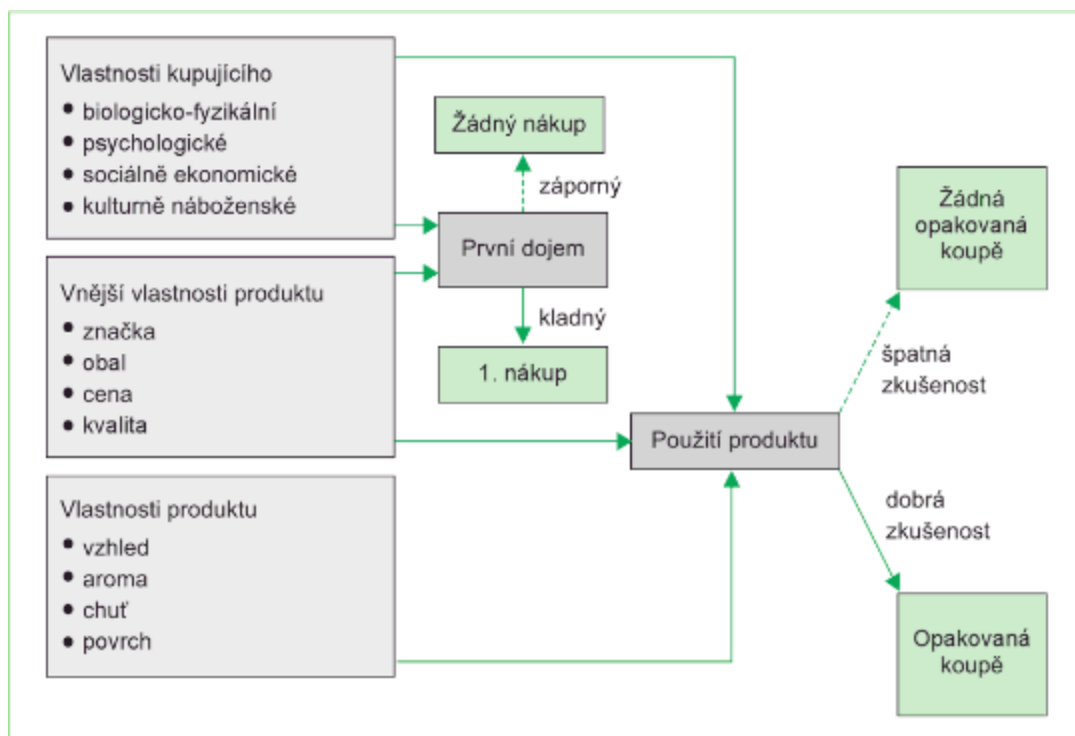 Vlastnosti kupujícího
• biologicko-fyzikální
• psychologické
• sociálně ekonomické
• kulturně náboženské
Vnější vlastnosti produktu
• značka
• obal
• cena
• kvalita
Vlastnosti produktu
• vzhled
• aroma
• chuť
• povrch
Žádný nákup
záporný
První dojem
kladný
1. nákup
Použití produktu
Žádná
opakovaná
koupě
špatná
zkušenost
dobrá
zkušenost
Opakovaná
koupě